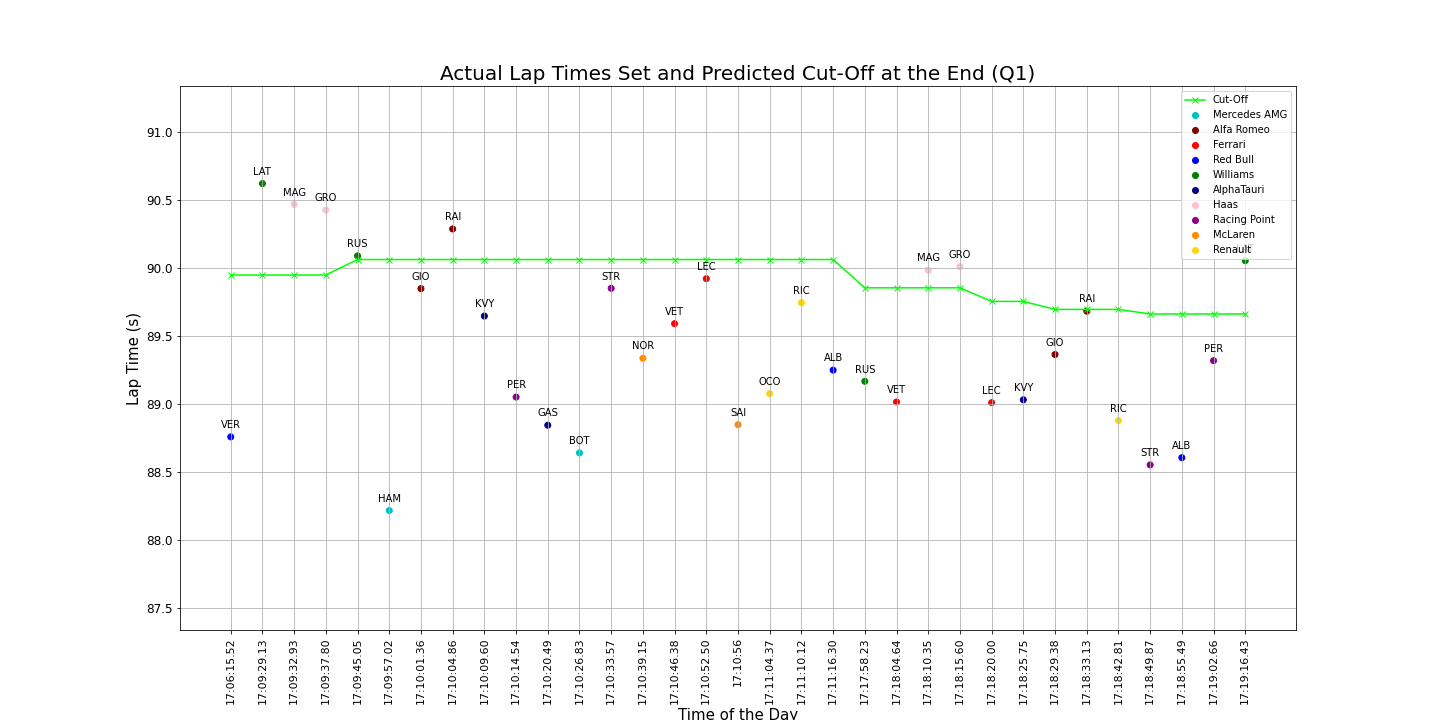 Actual Lap Times Set and Predicted Cut-Off at the End (Q1)
Cut-Off
Mercedes AMG
Alfa Romeo
Ferrari
Red Bull
Williams
AlphaTauri
Haas
Racing Point
McLaren
Renault
91.0
90.5
90.0
89.5
89.0
88.5
88.0
87.5
Lap Time (s)
VER
LAT
MAG
GRO
RUS
HAM
GIO
RAI
KVY
PER
GAS
BOT
STR
NOR
VET
LEC
SAI
OCO
RIC
ALB
RUS
VET
MAG
GRO
LEC
KVY
GIO
RAI
RIC
STR
ALB
PER
17:06:15.52
17:09:29.13
17:09:32.93
17:09:37.80
17:09:45.05
17:09:57.02
17:10:01.36
17:10:04.86
17:10:09.60
17:10:14.54
17:10:20.49
17:10:26.83
17:10:33.57
17:10:39.15
17:10:46.38
17:10:52.50
17:10:56
17:11:04.37
17:11:10.12
17:11:16.30
17:17:58.23
17:18:04.64
17:18:10.35
17:18:15.60
17:18:20.00
17:18:25.75
17:18:29.38
17:18:33.13
17:18:42.81
17:18:49.87
17:18:55.49
17:19:02.66
17:19:16.43
Time of the Day